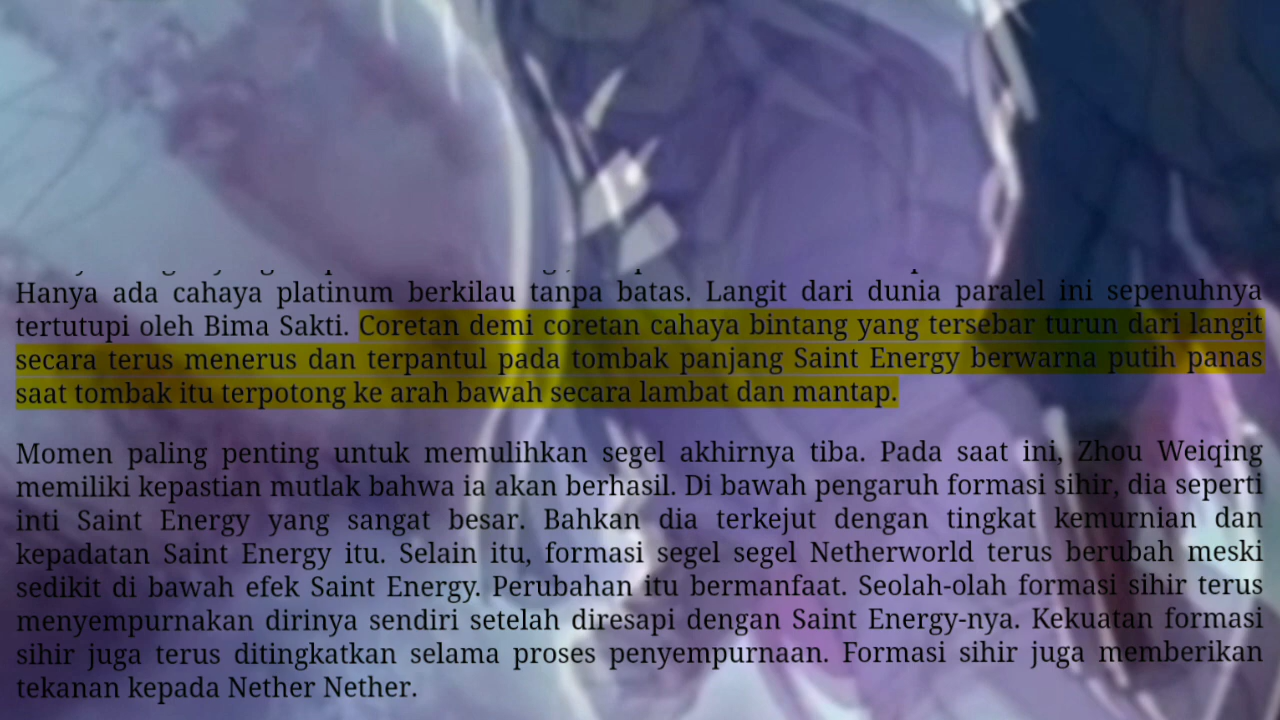 Hanya ada cahaya platinum berkilau tanpa batas. Langit dari dunia paralel ini sepenuhnya
tertutupi oleh Bima Sakti. Coretan demi coretan cahaya bintang yang tersebar turun dari langit
secara terus menerus dan terpantul pada tombak panjang Saint Energy berwarna putih panas
saat tombak itu terpotong ke arah bawah secara lambat dan mantap.
Momen paling penting untuk memulihkan segel akhirnya tiba. Pada saat ini, Zhou Weiqing
memiliki kepastian mutlak bahwa ia akan berhasil. Di bawah pengaruh formasi sihir, dia seperti
inti Saint Energy yang sangat besar. Bahkan dia terkejut dengan tingkat kemurnian dan
kepadatan Saint Energy itu. Selain itu, formasi segel segel Netherworld terus berubah meski
sedikit di bawah efek Saint Energy. Perubahan itu bermanfaat. Seolah-olah formasi sihir terus
menyempurnakan dirinya sendiri setelah diresapi dengan Saint Energy-nya. Kekuatan formasi
sihir juga terus ditingkatkan selama proses penyempurnaan. Formasi sihir juga memberikan
tekanan kepada Nether Nether.